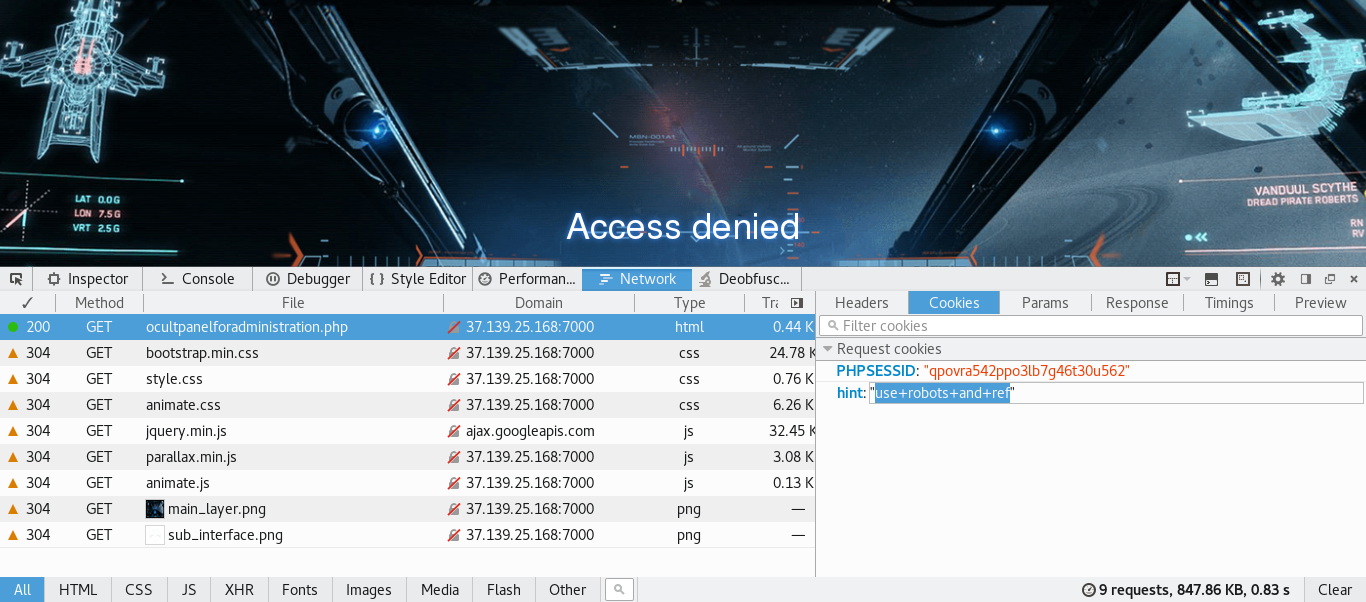 MSN-001A1
LAT 0.0G
LON 7.5G
VRT 2.5G
VANDUUL SCYTHE
DREAD PIRATE ROBERTS
RN
RV
Access denied
Inspector Console Debugger { } Style Editor Performan... Network Deobfusc...
✓ Method File Domain Type Tra
Headers Cookies Params Response Timings Preview
200 GET ocultpanelforadministration.php 37.139.25.168:7000 html 0.44 K
Filter cookies
304 GET bootstrap.min.css 37.139.25.168:7000 css 24.78 K
Request cookies
304 GET style.css 37.139.25.168:7000 css 0.76 K
PHPSESSID: "qpovra542ppo3lb7g46t30u562"
304 GET animate.css 37.139.25.168:7000 css 6.26 K
hint: "use+robots+and+ref"
304 GET jquery.min.js ajax.googleapis.com js 32.45 K
304 GET parallax.min.js 37.139.25.168:7000 js 3.08 K
304 GET animate.js 37.139.25.168:7000 js 0.13 K
304 GET main_layer.png 37.139.25.168:7000 png —
304 GET sub_interface.png 37.139.25.168:7000 png —
All HTML CSS JS XHR Fonts Images Media Flash Other
9 requests, 847.86 KB, 0.83 s Clear